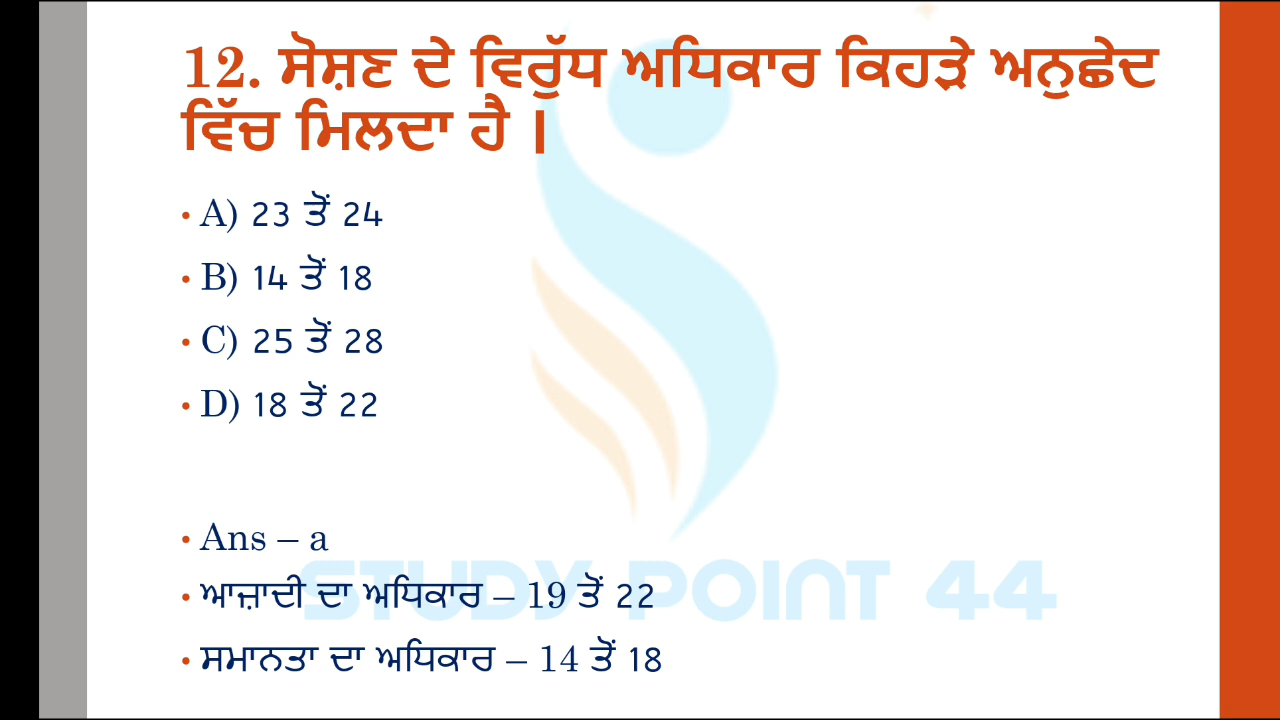 12. ਸੋਸ਼ਣ ਦੇ ਵਿਰੁੱਧ ਅਧਿਕਾਰ ਕਿਹੜੇ ਅਨੁਛੇਦ
ਵਿੱਚ ਮਿਲਦਾ ਹੈ |
• A) 23 ਤੋਂ 24
• B) 14 ਤੋਂ 18
• C) 25 ਤੋਂ 28
• D) 18 ਤੋਂ 22
• Ans – a
• ਆਜ਼ਾਦੀ ਦਾ ਅਧਿਕਾਰ – 19 ਤੋਂ 22
STUDY POINT 44
• ਸਮਾਨਤਾ ਦਾ ਅਧਿਕਾਰ – 14 ਤੋਂ 18